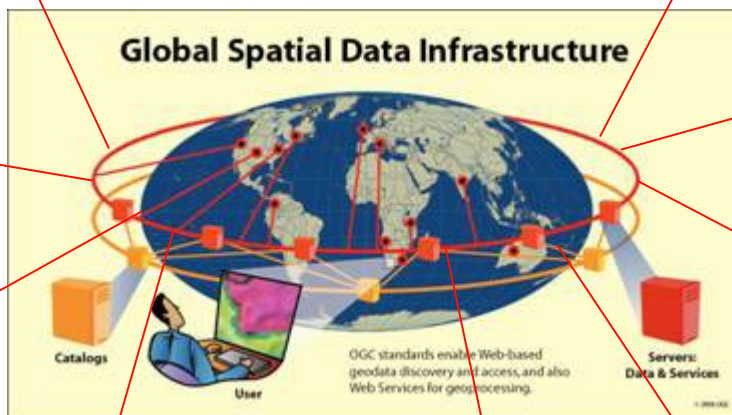 Global Spatial Data Infrastructure
Catalogs
User
OGC standards enable Web-based
geodata discovery and access, and also
Web Services for geoprocessing.
Servers:
Data & Services